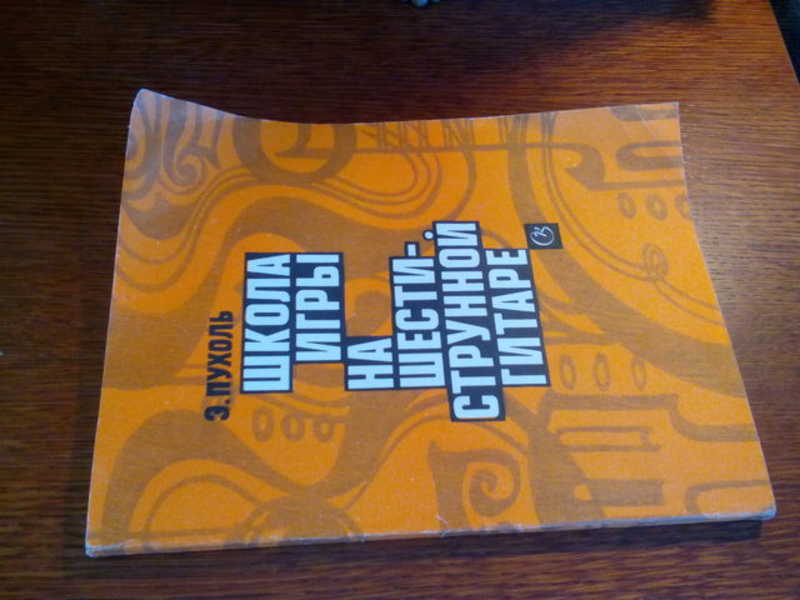 Э. ПУХОЛЬ
ШКОЛА
ИГРЫ
НА
ШЕСТИ-
СТРУННОЙ
ГИТАРЕ